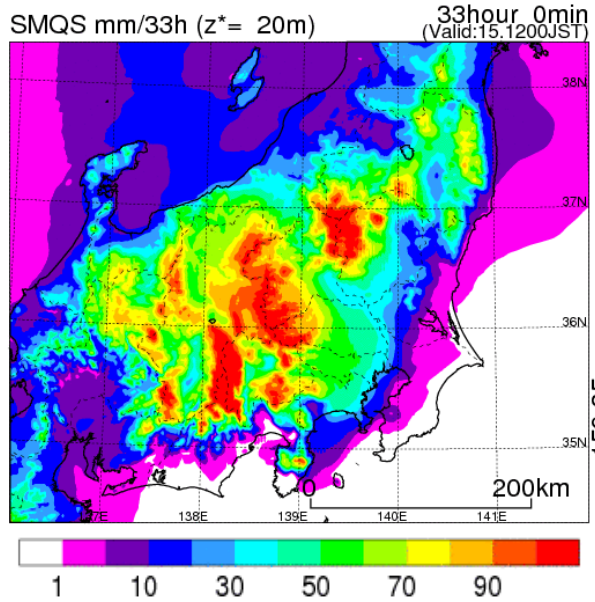 SMQS mm/33h (z*= 20m)
33hour 0min
(Valid:15.1200JST)
38N
37N
36N
35N
0 200km
138E 139E 140E 141E
1 10 30 50 70 90